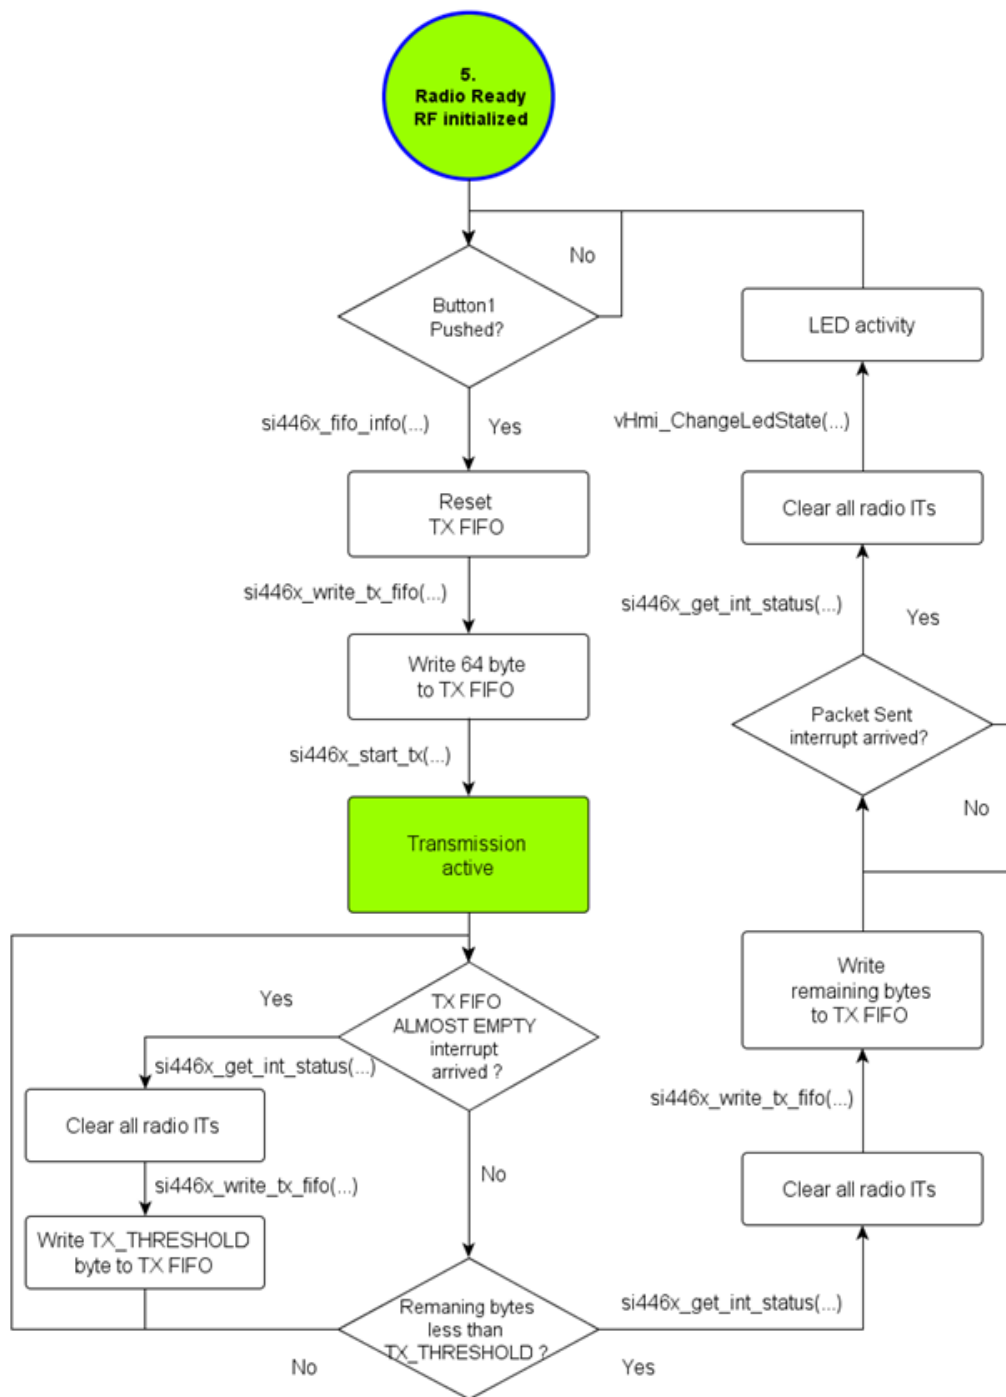 5.
Radio Ready
RF initialized
No
Button1
Pushed?
LED activity
si446x_fifo_info(...)
Yes
vHmi_ChangeLedState(...)
Reset
TX FIFO
Clear all radio ITs
si446x_write_tx_fifo(...)
si446x_get_int_status(...)
Yes
Write 64 byte
to TX FIFO
Packet Sent
interrupt arrived?
si446x_start_tx(...)
No
Transmission
active
Write
remaining bytes
to TX FIFO
Yes
TX FIFO
ALMOST EMPTY
interrupt
arrived ?
si446x_get_int_status(...)
si446x_write_tx_fifo(...)
Clear all radio ITs
No
Clear all radio ITs
si446x_write_tx_fifo(...)
Write TX_THRESHOLD
byte to TX FIFO
Remaning bytes
less than
TX_THRESHOLD ?
si446x_get_int_status(...)
No
Yes